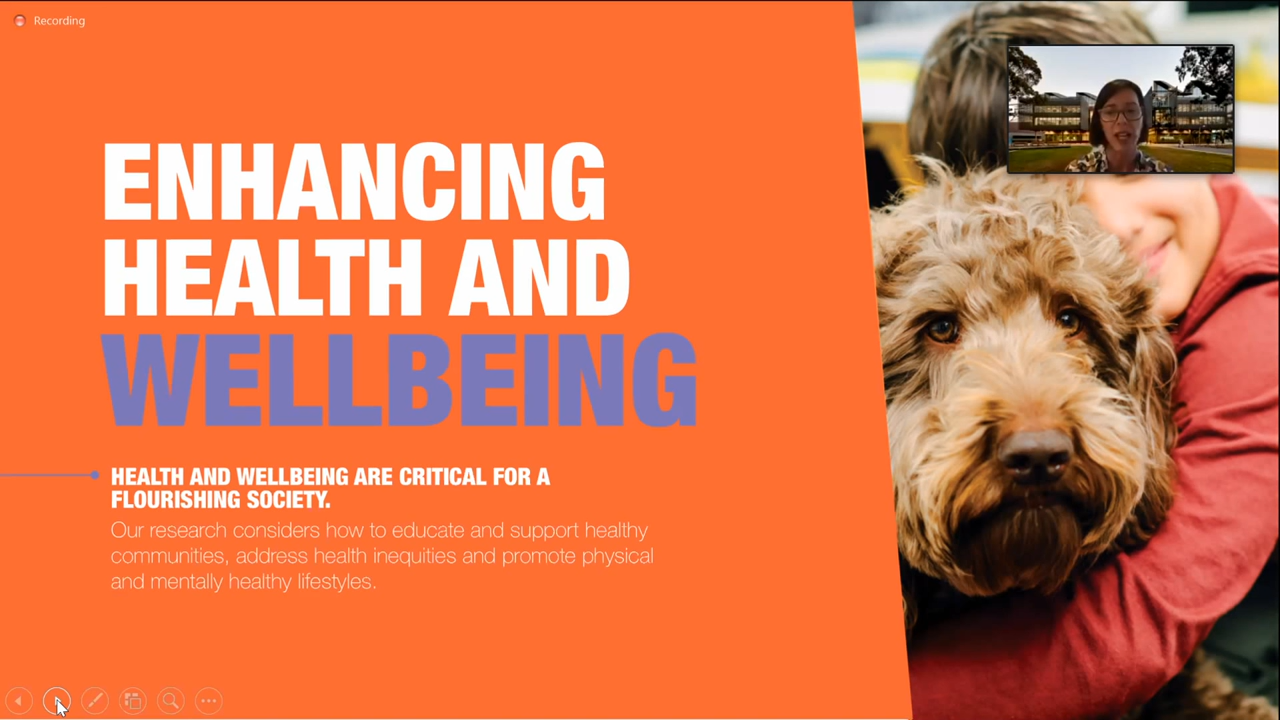 Recording
ENHANCING
HEALTH AND
WELLBEING
HEALTH AND WELLBEING ARE CRITICAL FOR A
FLOURISHING SOCIETY.
Our research considers how to educate and support healthy
communities, address health inequities and promote physical
and mentally healthy lifestyles.